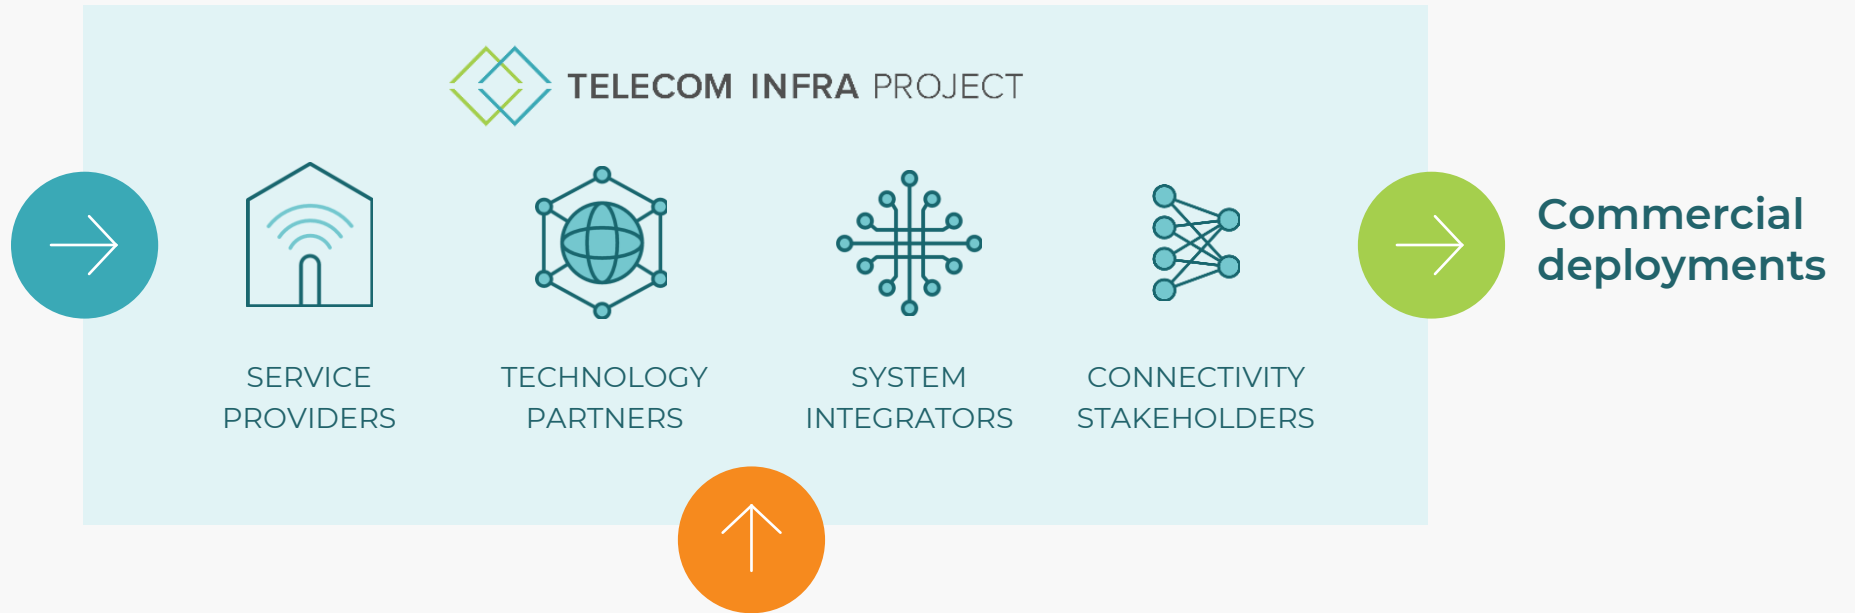 TELECOM INFRA PROJECT
SERVICE
PROVIDERS
TECHNOLOGY
PARTNERS
SYSTEM
INTEGRATORS
CONNECTIVITY
STAKEHOLDERS
Commercial
deployments